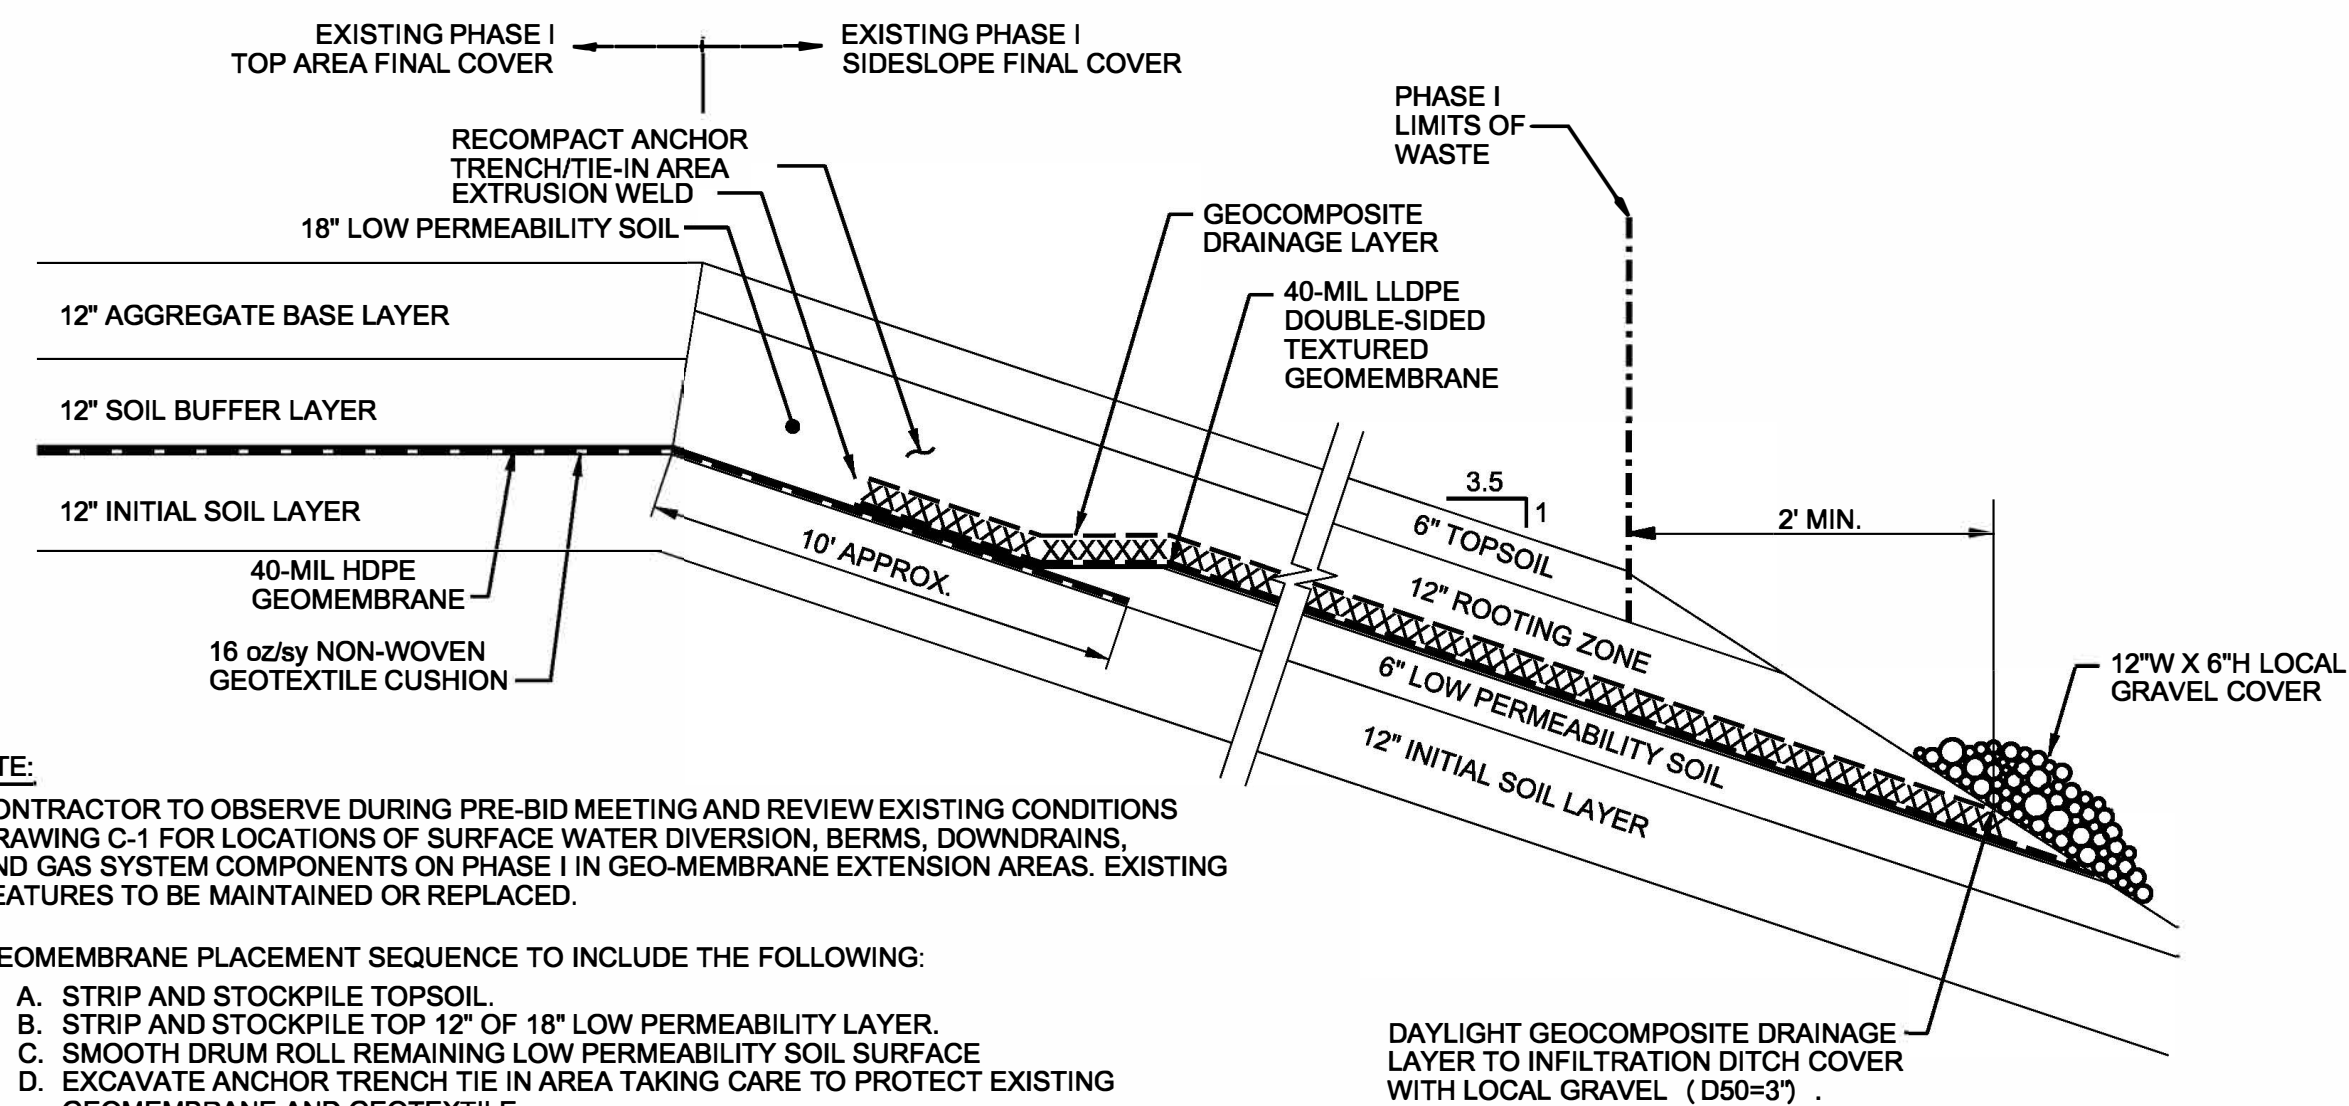 EXISTING PHASE I
TOP AREA FINAL COVER
EXISTING PHASE I
SIDESLOPE FINAL COVER
PHASE I
LIMITS OF
WASTE
RECOMPACT ANCHOR
TRENCH/TIE-IN AREA
EXTRUSION WELD
18" LOW PERMEABILITY SOIL
GEOCOMPOSITE
DRAINAGE LAYER
40-MIL LLDPE
DOUBLE-SIDED
TEXTURED
GEOMEMBRANE
12" AGGREGATE BASE LAYER
12" SOIL BUFFER LAYER
12" INITIAL SOIL LAYER
3.5
1
2' MIN.
10' APPROX.
6" TOPSOIL
12" ROOTING ZONE
6" LOW PERMEABILITY SOIL
12" INITIAL SOIL LAYER
40-MIL HDPE
GEOMEMBRANE
16 oz/sy NON-WOVEN
GEOTEXTILE CUSHION
12"W X 6"H LOCAL
GRAVEL COVER
TE:
ONTRACTOR TO OBSERVE DURING PRE-BID MEETING AND REVIEW EXISTING CONDITIONS
RAWING C-1 FOR LOCATIONS OF SURFACE WATER DIVERSION, BERMS, DOWNDRAINS,
ND GAS SYSTEM COMPONENTS ON PHASE I IN GEO-MEMBRANE EXTENSION AREAS. EXISTING
EATURES TO BE MAINTAINED OR REPLACED.
EOMEMBRANE PLACEMENT SEQUENCE TO INCLUDE THE FOLLOWING:
A. STRIP AND STOCKPILE TOPSOIL.
B. STRIP AND STOCKPILE TOP 12" OF 18" LOW PERMEABILITY LAYER.
C. SMOOTH DRUM ROLL REMAINING LOW PERMEABILITY SOIL SURFACE
D. EXCAVATE ANCHOR TRENCH TIE IN AREA TAKING CARE TO PROTECT EXISTING
GEOMEMBRANE AND GEOTEXTILE
DAYLIGHT GEOCOMPOSITE DRAINAGE
LAYER TO INFILTRATION DITCH COVER
WITH LOCAL GRAVEL (D50=3") .